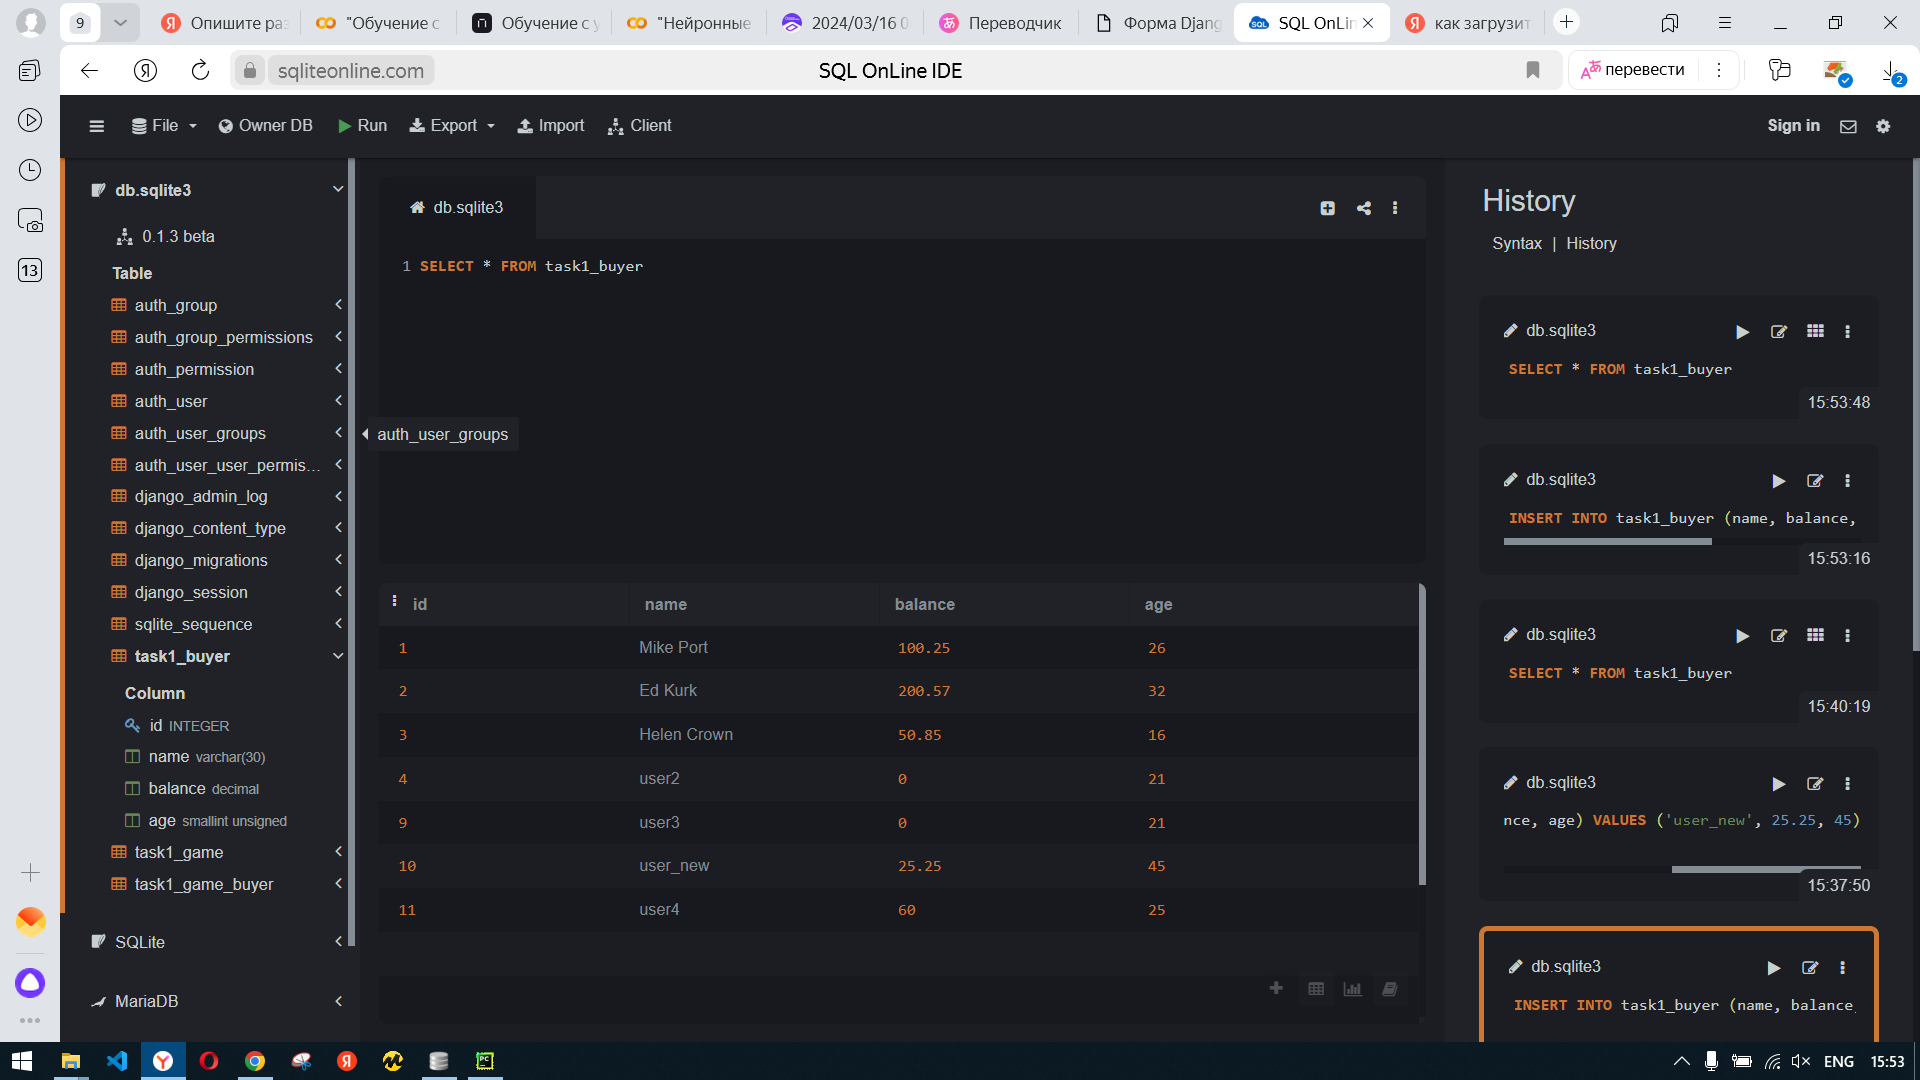 9
Опишите раз
"Обучение с
Обучение с у
"Нейронные
2024/03/16 0
Переводчик
Форма Djang
SQL OnLin
как загрузит
sqliteonline.com
SQL OnLine IDE
перевести
2
13
File
Owner DB
Run
Export
Import
Client
Sign in
db.sqlite3
0.1.3 beta
Table
auth_group
auth_group_permissions
auth_permission
auth_user
auth_user_groups
auth_user_user_permis...
django_admin_log
django_content_type
django_migrations
django_session
sqlite_sequence
task1_buyer
Column
id INTEGER
name varchar(30)
balance decimal
age smallint unsigned
task1_game
task1_game_buyer
SQLite
MariaDB
db.sqlite3
1 SELECT * FROM task1_buyer
auth_user_groups
id name balance age
1 Mike Port 100.25 26
2 Ed Kurk 200.57 32
3 Helen Crown 50.85 16
4 user2 0 21
9 user3 0 21
10 user_new 25.25 45
11 user4 60 25
History
Syntax | History
db.sqlite3
SELECT * FROM task1_buyer
15:53:48
db.sqlite3
INSERT INTO task1_buyer (name, balance,
15:53:16
db.sqlite3
SELECT * FROM task1_buyer
15:40:19
db.sqlite3
nce, age) VALUES ('user_new', 25.25, 45)
15:37:50
db.sqlite3
INSERT INTO task1_buyer (name, balance,
ENG
15:53